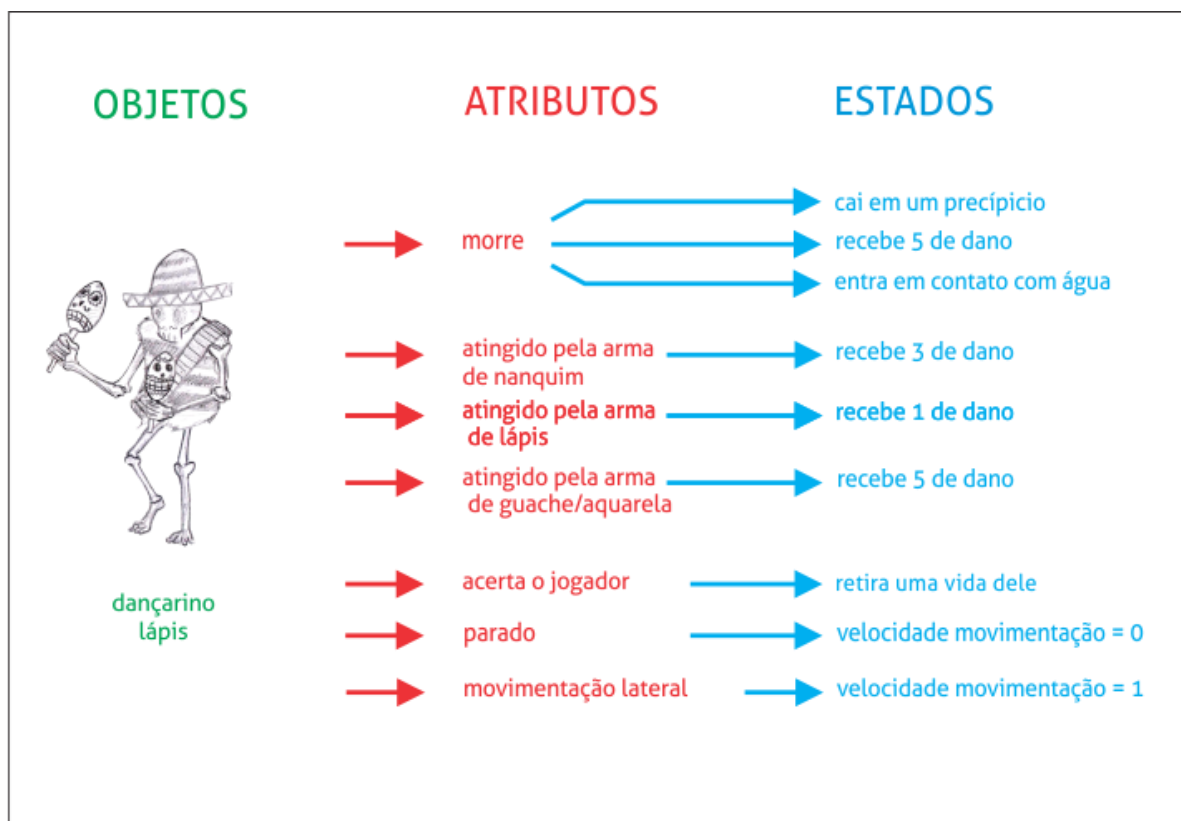 OBJETOS ATRIBUTOS ESTADOS
cai em um precípicio
morre recebe 5 de dano
entra em contato com água
atingido pela arma recebe 3 de dano
de nanquim
atingido pela arma recebe 1 de dano
de lápis
atingido pela arma recebe 5 de dano
de guache/aquarela
acerta o jogador retira uma vida dele
dançarino
lápis
parado velocidade movimentação = 0
movimentação lateral velocidade movimentação = 1